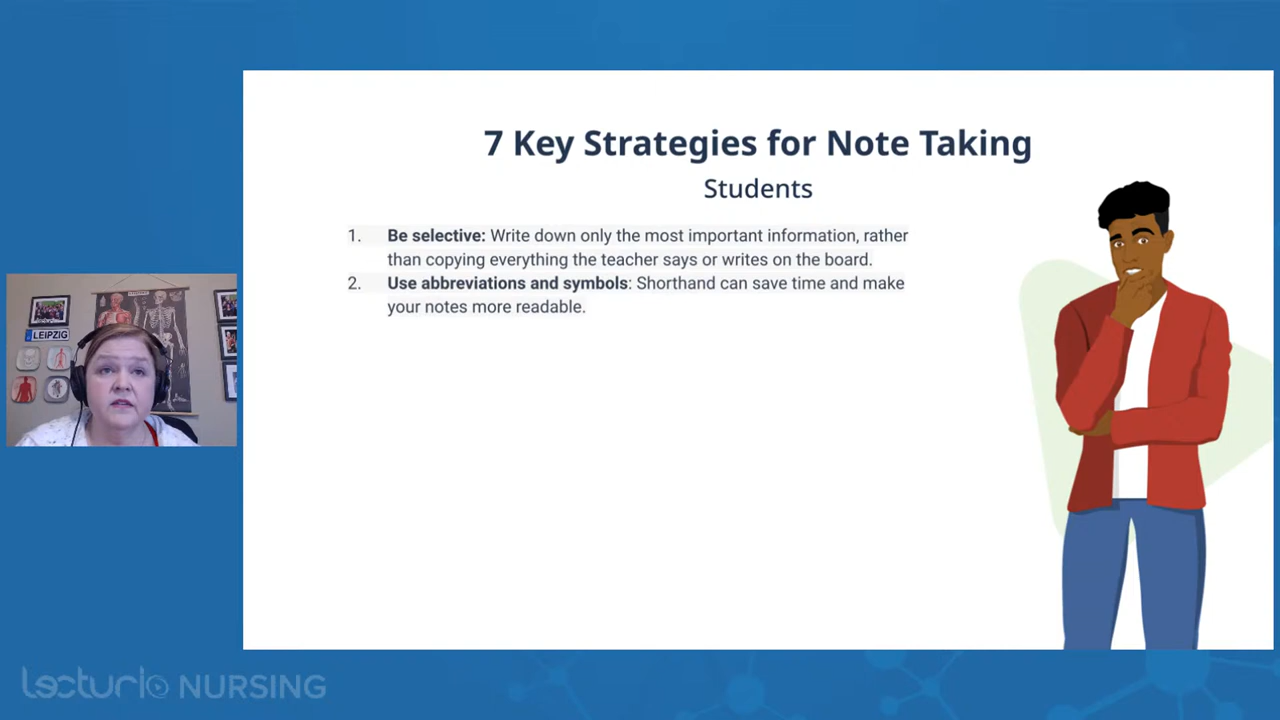 7 Key Strategies for Note Taking
Students
1. Be selective: Write down only the most important information, rather
than copying everything the teacher says or writes on the board.
2. Use abbreviations and symbols: Shorthand can save time and make
your notes more readable.
LEIPZIG
lecturio NURSING